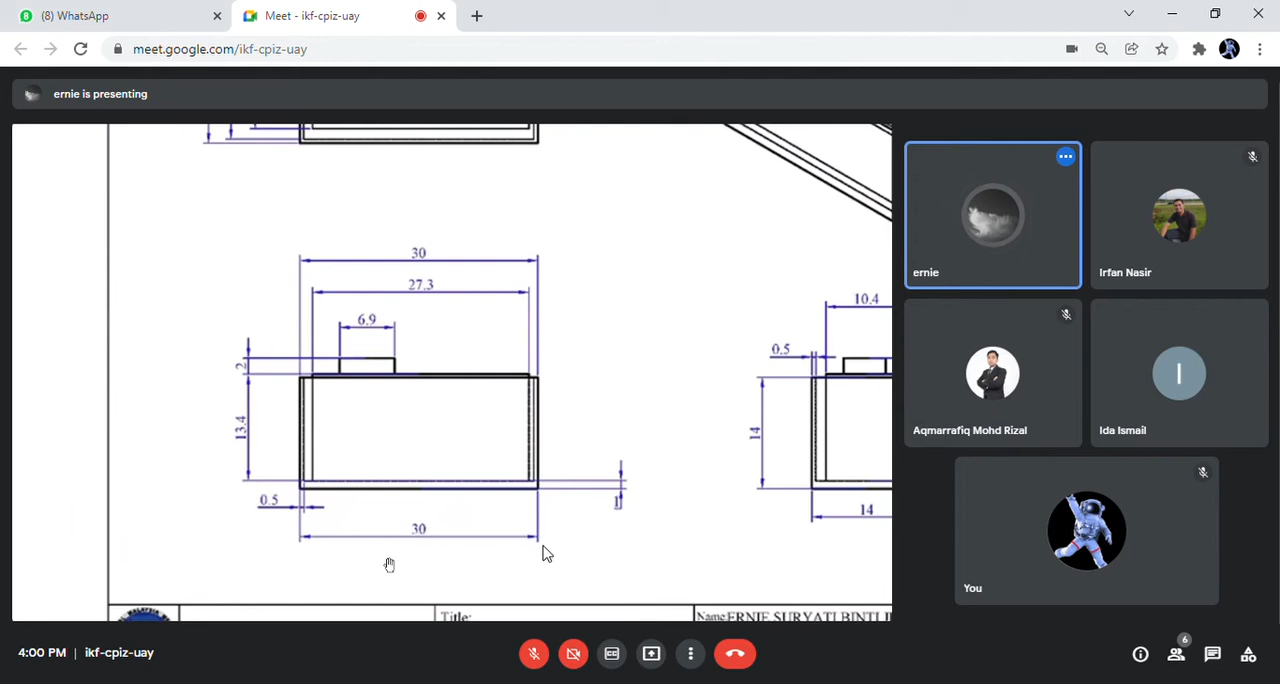 (8) WhatsApp
Meet - ikf-cpiz-uay
meet.google.com/ikf-cpiz-uay
ernie is presenting
30
27.3
6.9
2
13.4
0.5
30
1
10.4
0.5
14
14
Title:
Name:ERNIE SURYATI BINTI
ernie
Irfan Nasir
Aqmarrafiq Mohd Rizal
I
Ida Ismail
You
4:00 PM | ikf-cpiz-uay
6